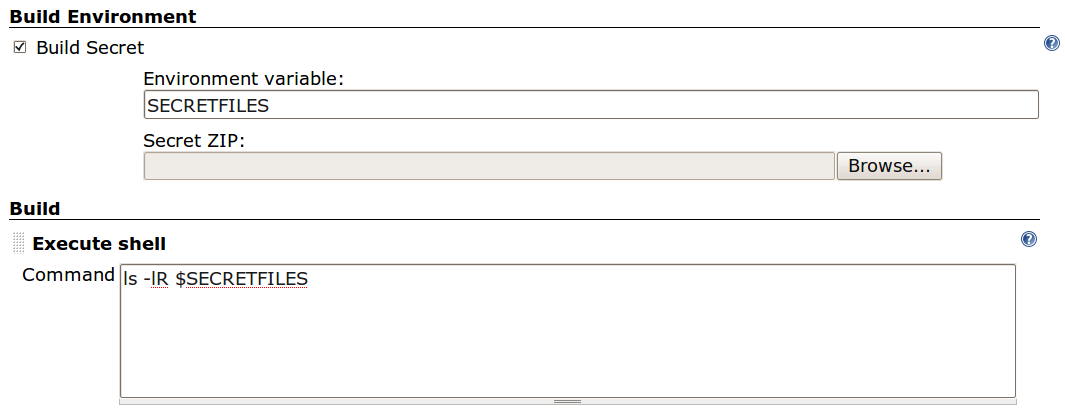 Build Environment
Build Secret
Environment variable:
SECRETFILES
Secret ZIP:
Browse...
Build
Execute shell
Command
ls -lR $SECRETFILES